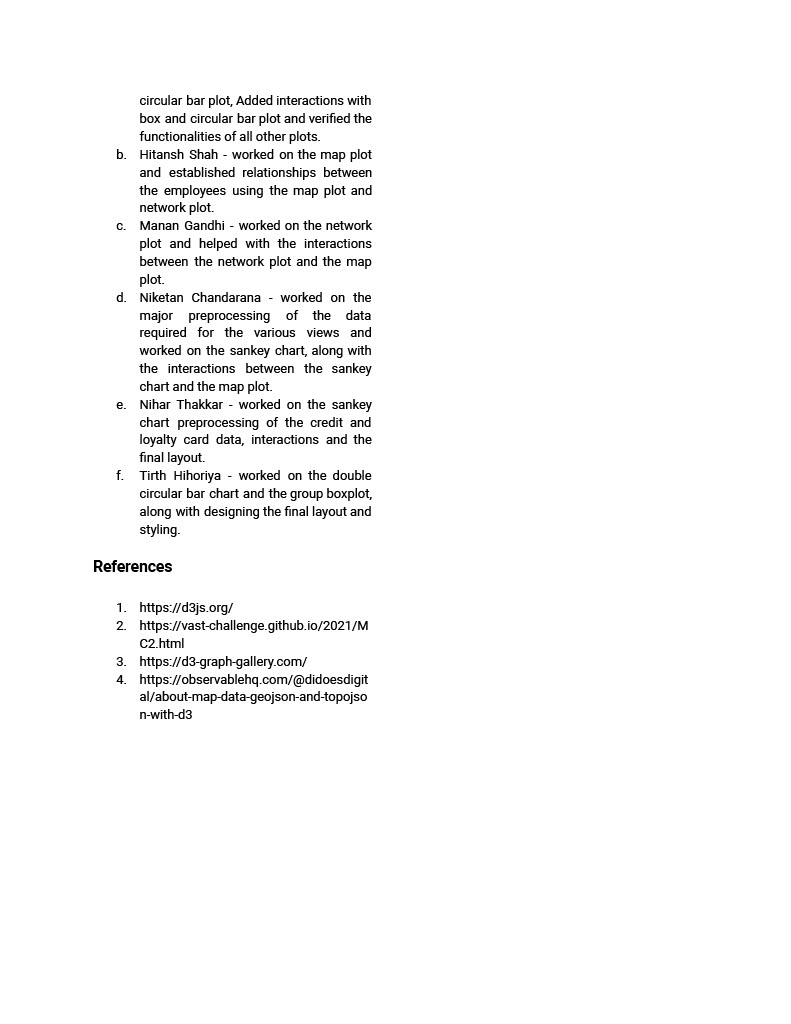 circular bar plot, Added interactions with
box and circular bar plot and verified the
functionalities of all other plots.
b. Hitansh Shah - worked on the map plot
and established relationships between
the employees using the map plot and
network plot.
c. Manan Gandhi - worked on the network
plot and helped with the interactions
between the network plot and the map
plot.
d. Niketan Chandarana - worked on the
major preprocessing of the data
required for the various views and
worked on the sankey chart, along with
the interactions between the sankey
chart and the map plot.
e. Nihar Thakkar - worked on the sankey
chart preprocessing of the credit and
loyalty card data, interactions and the
final layout.
f. Tirth Hihoriya - worked on the double
circular bar chart and the group boxplot,
along with designing the final layout and
styling.
References
1. https://d3js.org/
2. https://vast-challenge.github.io/2021/M
C2.html
3. https://d3-graph-gallery.com/
4. https://observablehq.com/@didoesdigit
al/about-map-data-geojson-and-topojso
n-with-d3